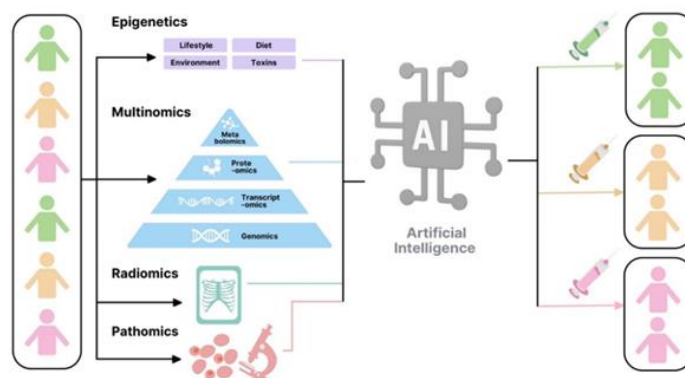 Epigenetics
Lifestyle
Diet
Environment
Toxins
Multinomics
Meta
bolomics
Prote
-omics
Transcript
-omics
Genomics
Radiomics
Pathomics
AI
Artificial
Intelligence